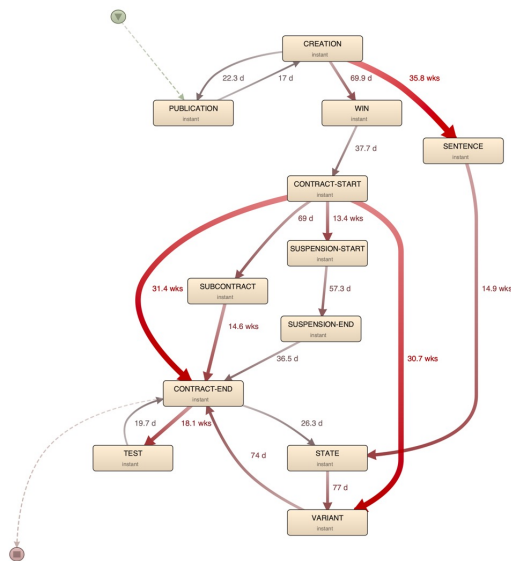 CREATION
instant
22.3 d
17 d
69.9 d
35.8 wks
PUBLICATION
instant
WIN
instant
37.7 d
SENTENCE
instant
CONTRACT-START
instant
69 d
13.4 wks
SUSPENSION-START
instant
31.4 wks
SUBCONTRACT
instant
57.3 d
14.9 wks
SUSPENSION-END
instant
14.6 wks
36.5 d
30.7 wks
CONTRACT-END
instant
19.7 d
18.1 wks
26.3 d
TEST
instant
74 d
STATE
instant
77 d
VARIANT
instant